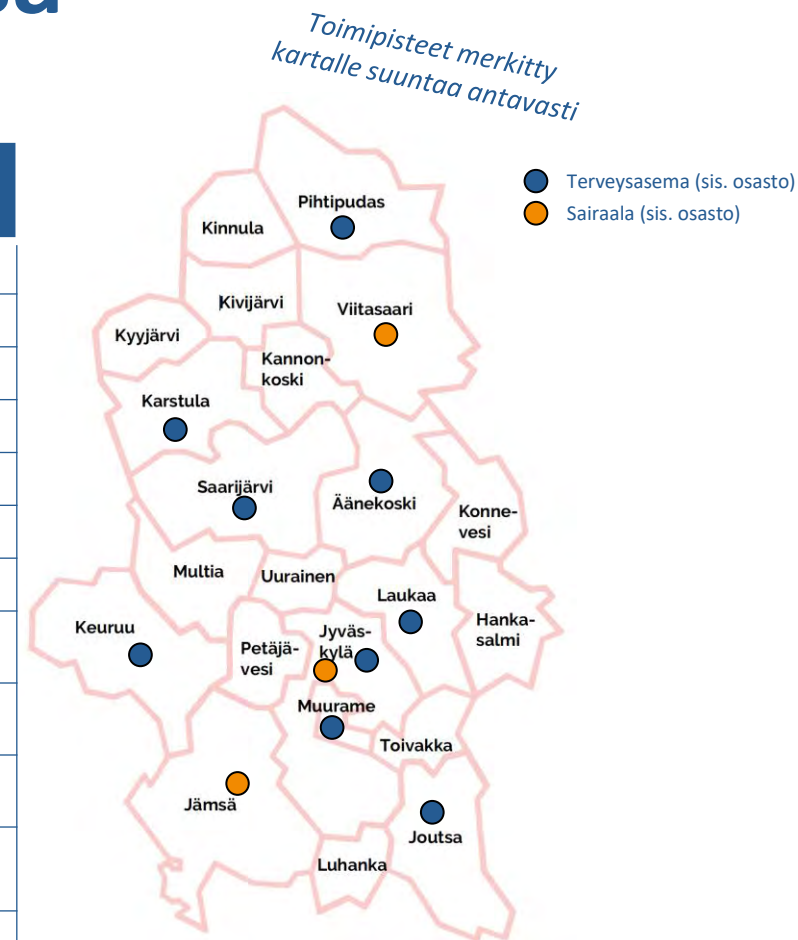 Toimipisteet merkitty
kartalle suuntaa antavasti
Terveysasema (sis. osasto)
Sairaala (sis. osasto)
Pihtipudas
Kinnula
Kivijärvi
Viitasaari
Kyyjärvi
Kannon-
koski
Karstula
Saarijärvi
Äänekoski
Konne-
vesi
Multia
Uurainen
Laukaa
Keuruu
Hanka-
salmi
Jyväs-
kylä
Petäjä-
vesi
Muurame
Toivakka
Jämsä
Joutsa
Luhanka